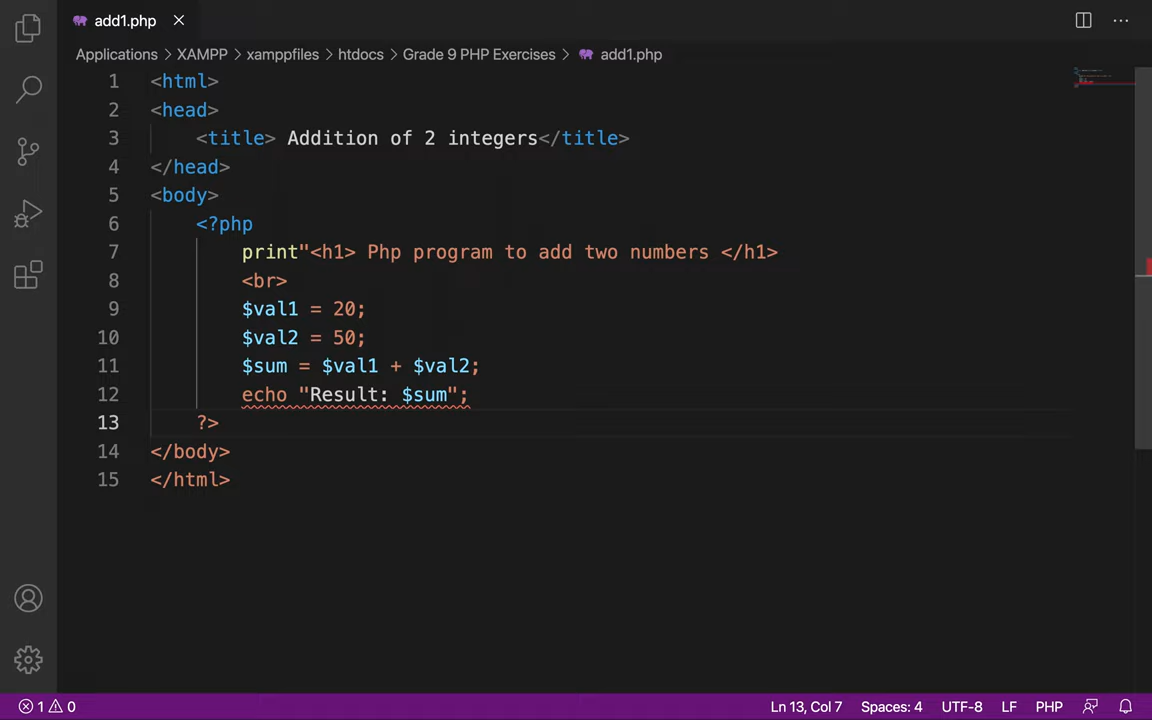 add1.php
Applications > XAMPP > xamppfiles > htdocs > Grade 9 PHP Exercises > add1.php
1 <html>
2 <head>
3 <title> Addition of 2 integers</title>
4 </head>
5 <body>
6 <?php
7 print"<h1> Php program to add two numbers </h1>
8 <br>
9 $val1 = 20;
10 $val2 = 50;
11 $sum = $val1 + $val2;
12 echo "Result: $sum";
13 ?>
14 </body>
15 </html>
1 0 Ln 13, Col 7 Spaces: 4 UTF-8 LF PHP